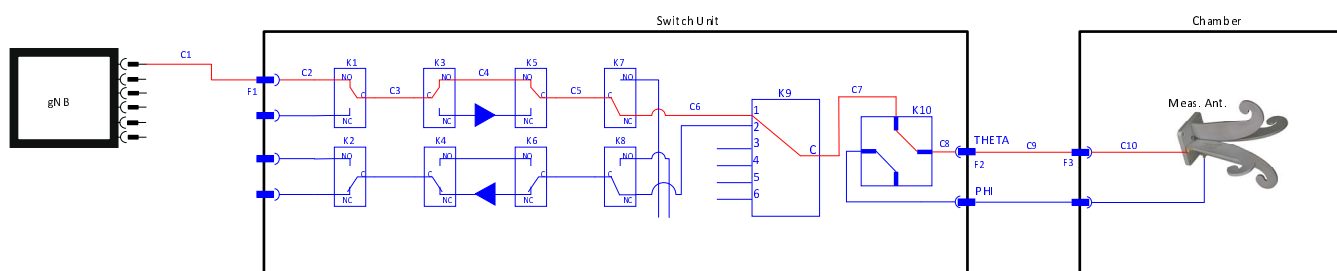 Switch Unit
Chamber
gNB
C1
F1
C2
K1
NO
C
NC
C3
K3
NO
C
NC
C4
K5
NO
C
NC
C5
K7
NO
C
NC
C6
K2
NO
C
NC
K4
NO
C
NC
K6
NO
C
NC
K8
NO
C
NC
K9
1
2
3
4
5
6
C
C7
K10
C8
THETA
F2
PHI
C9
F3
C10
Meas. Ant.